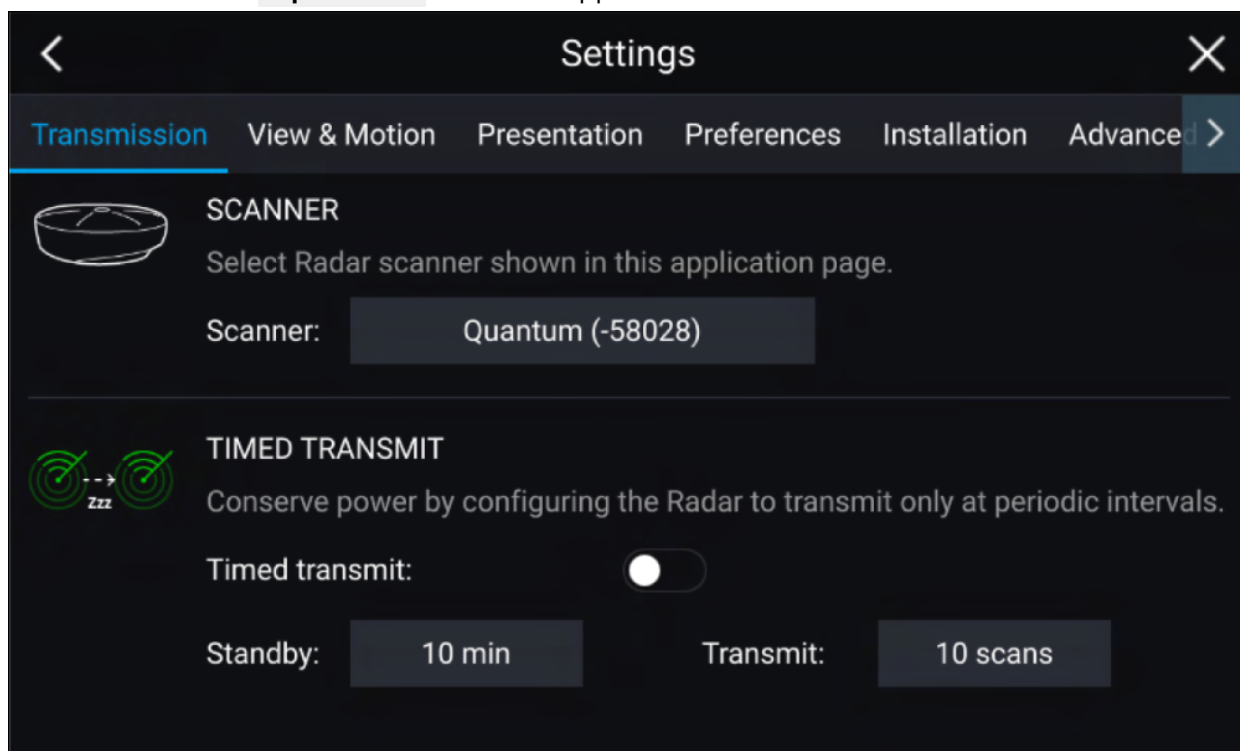 Settings
Transmission View & Motion Presentation Preferences Installation Advanced
SCANNER
Select Radar scanner shown in this application page.
Scanner: Quantum (-58028)
TIMED TRANSMIT
Zzz
Conserve power by configuring the Radar to transmit only at periodic intervals.
Timed transmit:
Standby: 10 min Transmit: 10 scans